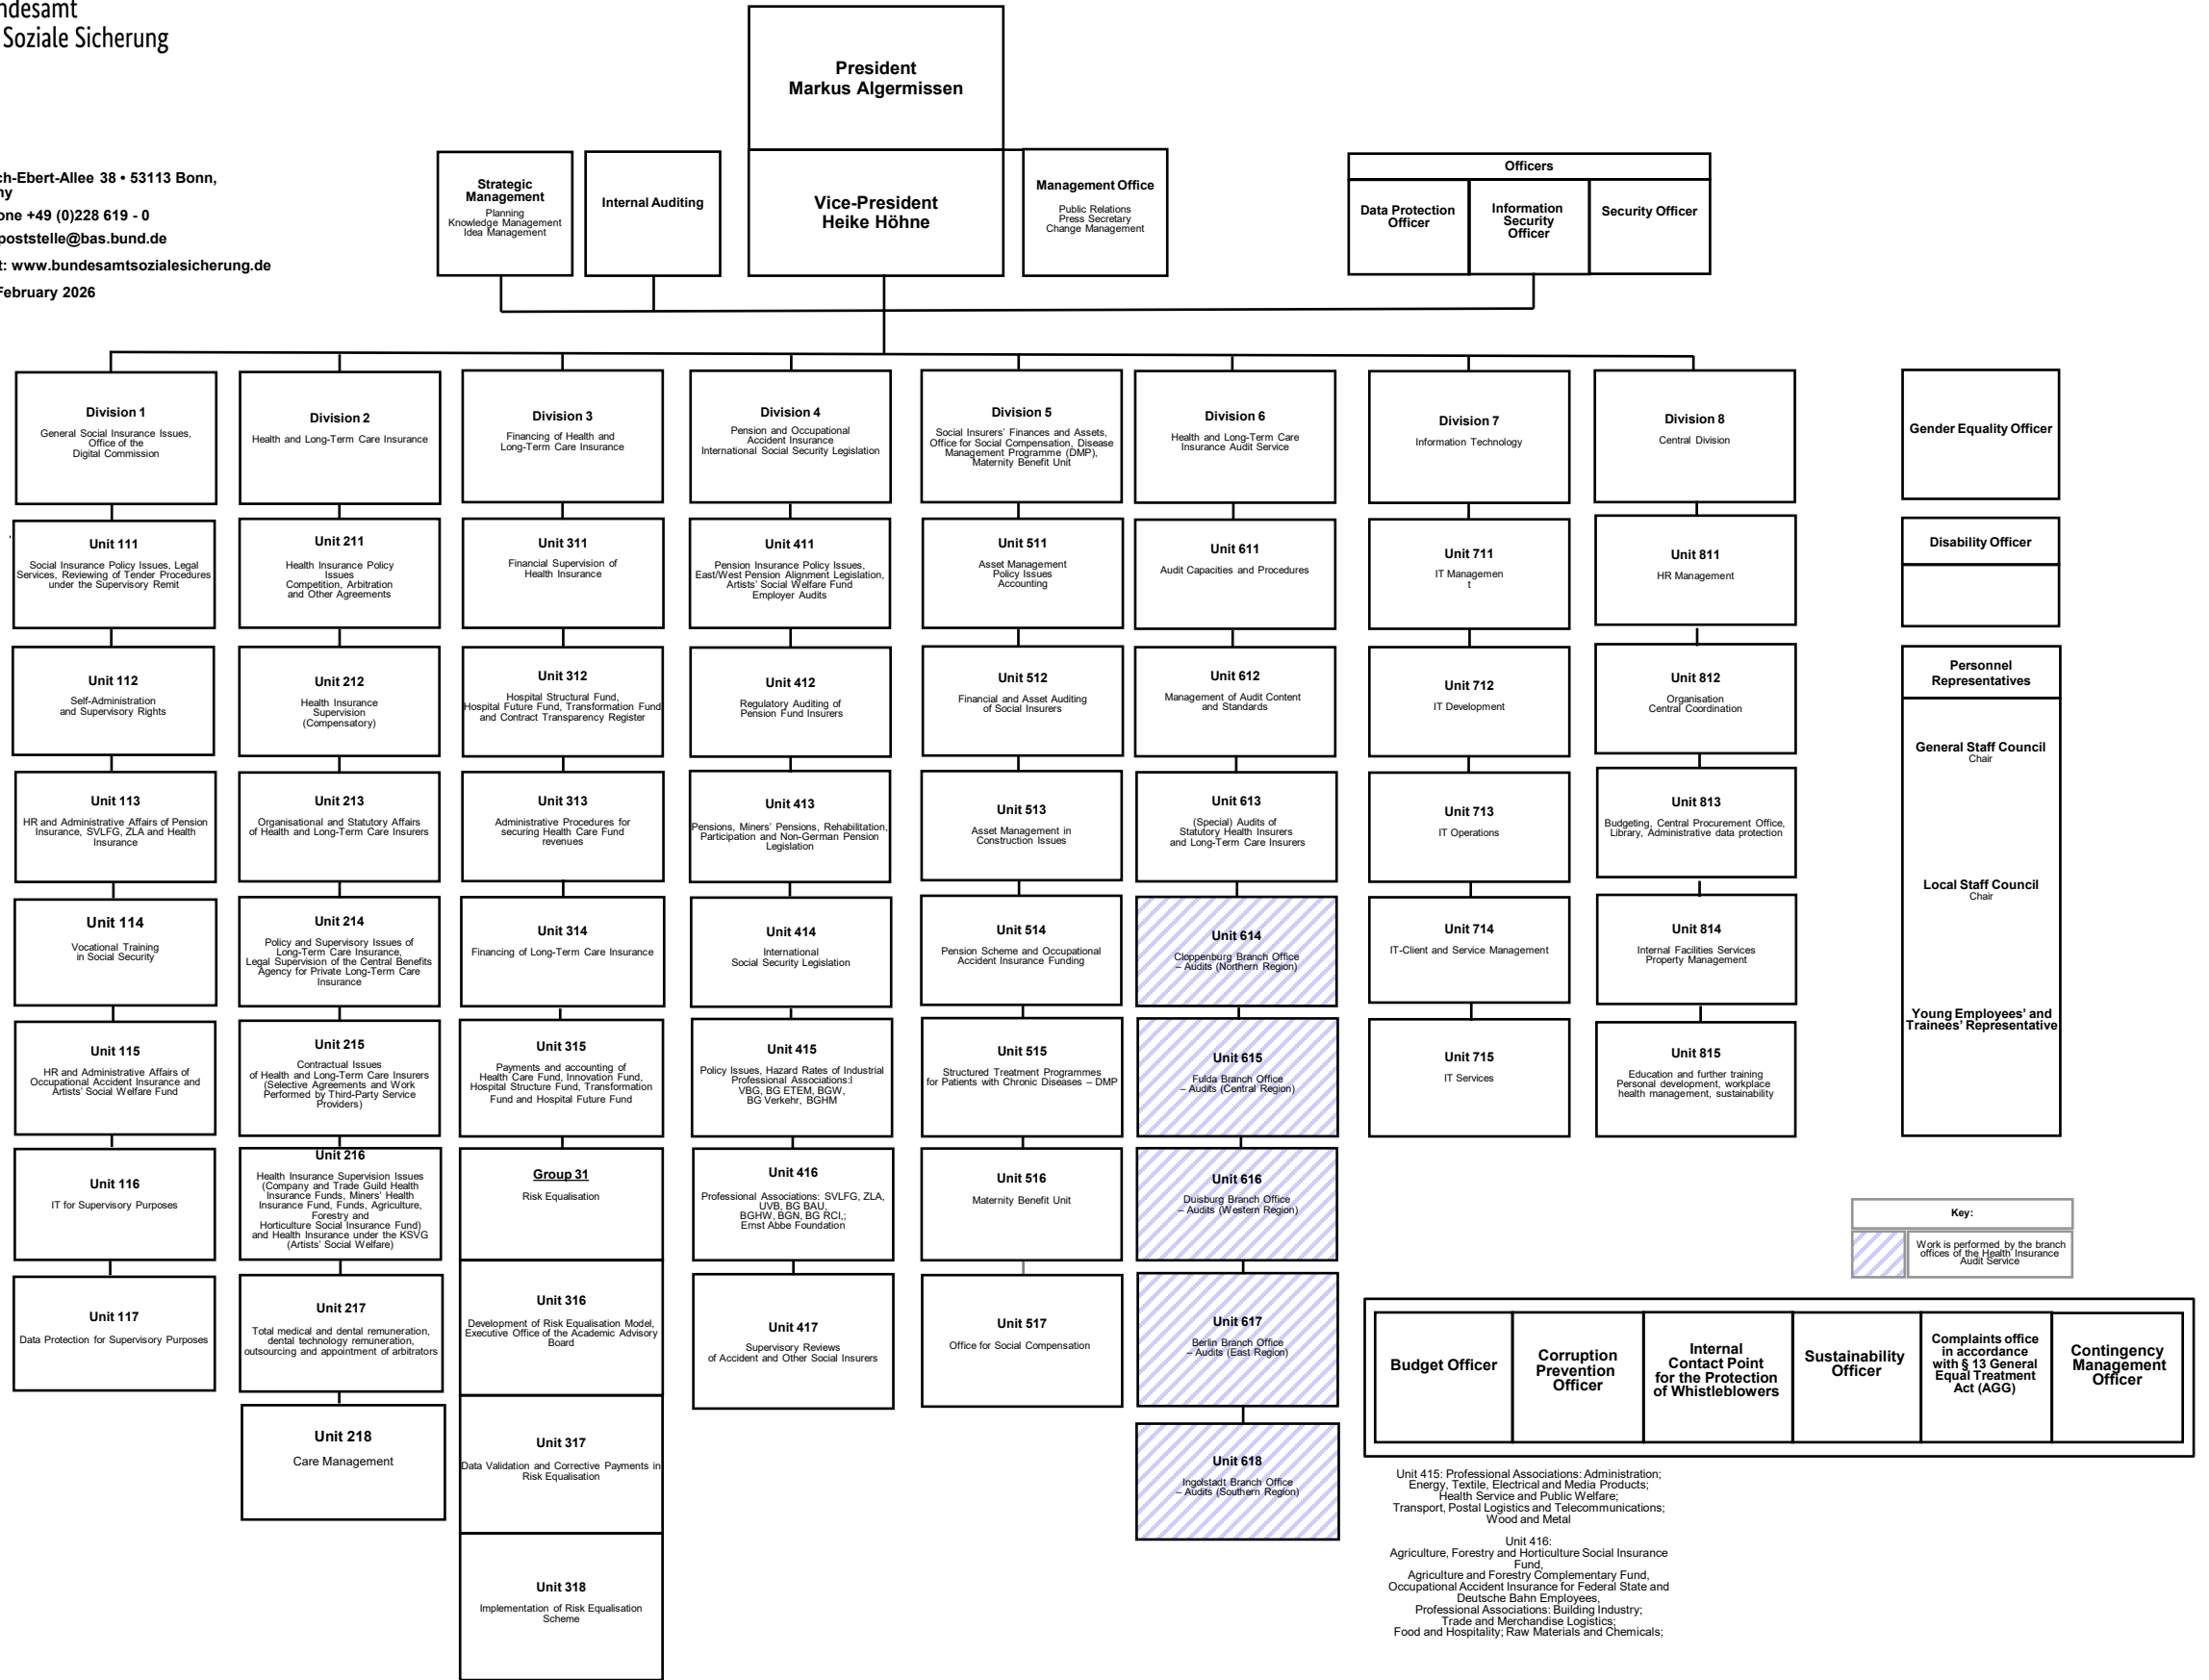 ndesamt
Soziale Sicherung
President
Markus Algermissen
ch-Ebert-Allee 38 • 53113 Bonn,
ny
one +49 (0)228 619 - 0
poststelle@bas.bund.de
t: www.bundesamtsozialesicherung.de
February 2026
Strategic
Management
Planning
Knowledge Management
Idea Management
Internal Auditing
Vice-President
Heike Höhne
Management Office
Public Relations
Press Secretary
Change Management
Officers
Data Protection
Officer
Information
Security
Officer
Security Officer
Division 1
General Social Insurance Issues,
Office of the
Digital Commission
Division 2
Health and Long-Term Care Insurance
Division 3
Financing of Health and
Long-Term Care Insurance
Division 4
Pension and Occupational
Accident Insurance
International Social Security Legislation
Division 5
Social Insurers' Finances and Assets,
Office for Social Compensation, Disease
Management Programme (DMP),
Maternity Benefit Unit
Division 6
Health and Long-Term Care
Insurance Audit Service
Division 7
Information Technology
Division 8
Central Division
Gender Equality Officer
Unit 111
Social Insurance Policy Issues, Legal
Services, Reviewing of Tender Procedures
under the Supervisory Remit
Unit 211
Health Insurance Policy
Issues
Competition, Arbitration
and Other Agreements
Unit 311
Financial Supervision of
Health Insurance
Unit 411
Pension Insurance Policy Issues,
East/West Pension Alignment Legislation,
Artists' Social Welfare Fund
Employer Audits
Unit 511
Asset Management
Policy Issues
Accounting
Unit 611
Audit Capacities and Procedures
Unit 711
IT Managemen
t
Unit 811
HR Management
Disability Officer
Unit 112
Self-Administration
and Supervisory Rights
Unit 212
Health Insurance
Supervision
(Compensatory)
Unit 312
Hospital Structural Fund,
Hospital Future Fund, Transformation Fund
and Contract Transparency Register
Unit 412
Regulatory Auditing of
Pension Fund Insurers
Unit 512
Financial and Asset Auditing
of Social Insurers
Unit 612
Management of Audit Content
and Standards
Unit 712
IT Development
Unit 812
Organisation
Central Coordination
Personnel
Representatives
General Staff Council
Chair
Local Staff Council
Chair
Young Employees' and
Trainees' Representative
Unit 113
HR and Administrative Affairs of Pension
Insurance, SVLFG, ZLA and Health
Insurance
Unit 213
Organisational and Statutory Affairs
of Health and Long-Term Care Insurers
Unit 313
Administrative Procedures for
securing Health Care Fund
revenues
Unit 413
Pensions, Miners' Pensions, Rehabilitation,
Participation and Non-German Pension
Legislation
Unit 513
Asset Management in
Construction Issues
Unit 613
(Special) Audits of
Statutory Health Insurers
and Long-Term Care Insurers
Unit 713
IT Operations
Unit 813
Budgeting, Central Procurement Office,
Library, Administrative data protection
Unit 114
Vocational Training
in Social Security
Unit 214
Policy and Supervisory Issues of
Long-Term Care Insurance,
Legal Supervision of the Central Benefits
Agency for Private Long-Term Care
Insurance
Unit 314
Financing of Long-Term Care Insurance
Unit 414
International
Social Security Legislation
Unit 514
Pension Scheme and Occupational
Accident Insurance Funding
Unit 614
Cloppenburg Branch Office
– Audits (Northern Region)
Unit 714
IT-Client and Service Management
Unit 814
Internal Facilities Services
Property Management
Unit 115
HR and Administrative Affairs of
Occupational Accident Insurance and
Artists' Social Welfare Fund
Unit 215
Contractual Issues
of Health and Long-Term Care Insurers
(Selective Agreements and Work
Performed by Third-Party Service
Providers)
Unit 315
Payments and accounting of
Health Care Fund, Innovation Fund,
Hospital Structure Fund, Transformation
Fund and Hospital Future Fund
Unit 415
Policy Issues, Hazard Rates of Industrial
Professional Associations:l
VBG, BG ETEM, BGW,
BG Verkehr, BGHM
Unit 515
Structured Treatment Programmes
for Patients with Chronic Diseases – DMP
Unit 615
Fulda Branch Office
– Audits (Central Region)
Unit 715
IT Services
Unit 815
Education and further training
Personal development, workplace
health management, sustainability
Unit 116
IT for Supervisory Purposes
Unit 216
Health Insurance Supervision Issues
(Company and Trade Guild Health
Insurance Funds, Miners' Health
Insurance Fund, Funds, Agriculture,
Forestry and
Horticulture Social Insurance Fund)
and Health Insurance under the KSVG
(Artists' Social Welfare)
Group 31
Risk Equalisation
Unit 416
Professional Associations: SVLFG, ZLA,
UVB, BG BAU,
BGHW, BGN, BG RCI,;
Ernst Abbe Foundation
Unit 516
Maternity Benefit Unit
Unit 616
Duisburg Branch Office
– Audits (Western Region)
Key:
Work is performed by the branch
offices of the Health Insurance
Audit Service
Unit 117
Data Protection for Supervisory Purposes
Unit 217
Total medical and dental remuneration,
dental technology remuneration,
outsourcing and appointment of arbitrators
Unit 316
Development of Risk Equalisation Model,
Executive Office of the Academic Advisory
Board
Unit 417
Supervisory Reviews
of Accident and Other Social Insurers
Unit 517
Office for Social Compensation
Unit 617
Berlin Branch Office
– Audits (East Region)
Budget Officer
Corruption
Prevention
Officer
Internal
Contact Point
for the Protection
of Whistleblowers
Sustainability
Officer
Complaints office
in accordance
with § 13 General
Equal Treatment
Act (AGG)
Contingency
Management
Officer
Unit 218
Care Management
Unit 317
Data Validation and Corrective Payments in
Risk Equalisation
Unit 618
Ingolstadt Branch Office
– Audits (Southern Region)
Unit 318
Implementation of Risk Equalisation
Scheme
Unit 415: Professional Associations: Administration;
Energy, Textile, Electrical and Media Products;
Health Service and Public Welfare;
Transport, Postal Logistics and Telecommunications;
Wood and Metal
Unit 416:
Agriculture, Forestry and Horticulture Social Insurance
Fund,
Agriculture and Forestry Complementary Fund,
Occupational Accident Insurance for Federal State and
Deutsche Bahn Employees,
Professional Associations: Building Industry;
Trade and Merchandise Logistics;
Food and Hospitality; Raw Materials and Chemicals;